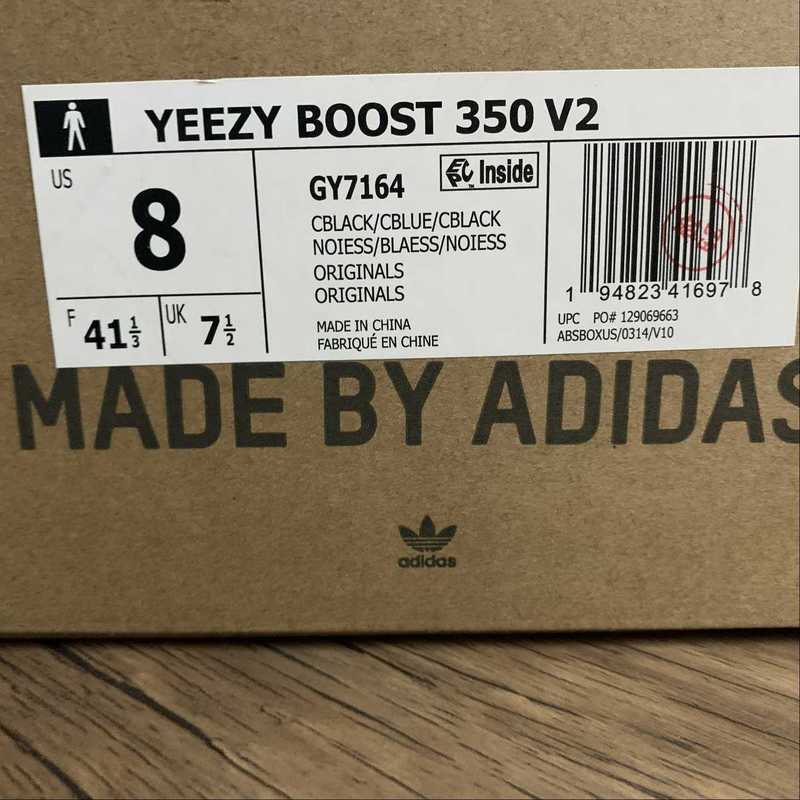 YEEZY BOOST 350 V2
US
8
F 41 1/3
UK 7 1/2
GY7164
EPC™ Inside
CBLACK/CBLUE/CBLACK
NOIESS/BLAESS/NOIESS
ORIGINALS
ORIGINALS
MADE IN CHINA
FABRIQUÉ EN CHINE
1 94823 41697 8
UPC PO# 129069663
ABSBOXUS/0314/V10
MADE BY ADIDAS
adidas